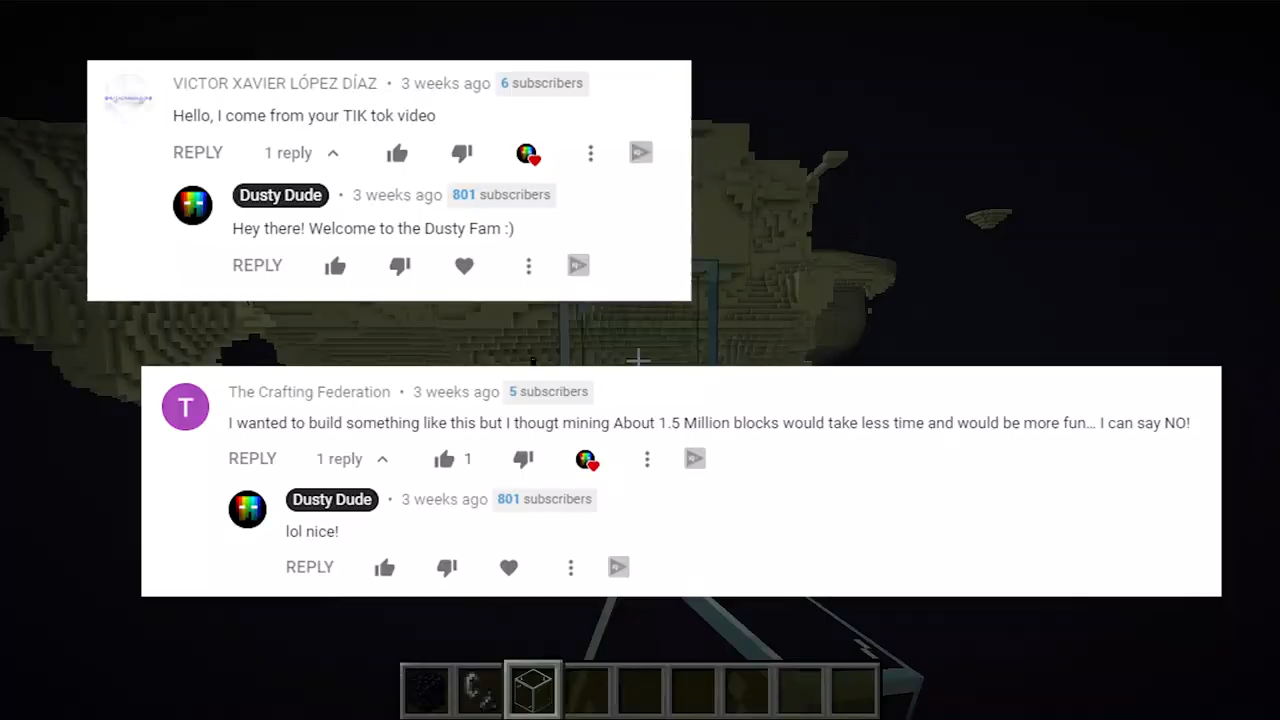 VICTOR XAVIER LÓPEZ DÍAZ • 3 weeks ago 6 subscribers
Hello, I come from your TIK tok video
REPLY 1 reply
Dusty Dude • 3 weeks ago 801 subscribers
Hey there! Welcome to the Dusty Fam :)
REPLY
T
The Crafting Federation • 3 weeks ago 5 subscribers
I wanted to build something like this but I thougt mining About 1.5 Million blocks would take less time and would be more fun... I can say NO!
REPLY 1 reply 1
Dusty Dude • 3 weeks ago 801 subscribers
lol nice!
REPLY